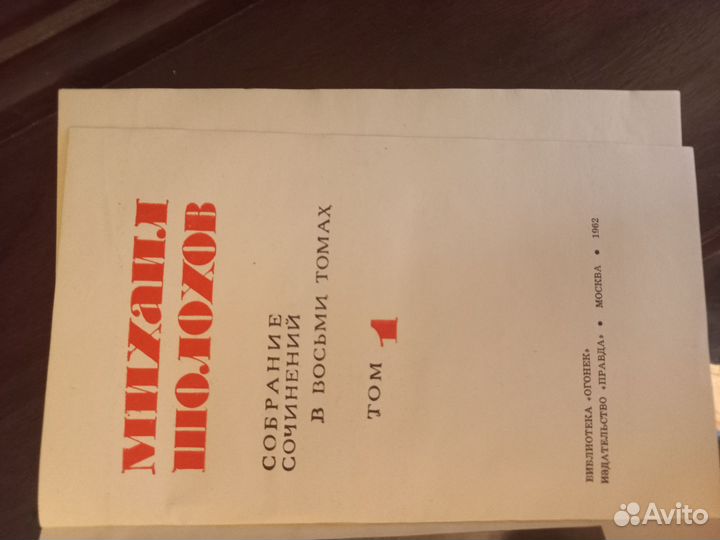 МИХАИЛ
ШОЛОХОВ
СОБРАНИЕ
СОЧИНЕНИЙ
В ВОСЬМИ ТОМАХ
ТОМ 1
БИБЛИОТЕКА «ОГОНЕК»
ИЗДАТЕЛЬСТВО «ПРАВДА» • МОСКВА • 1962
Avito